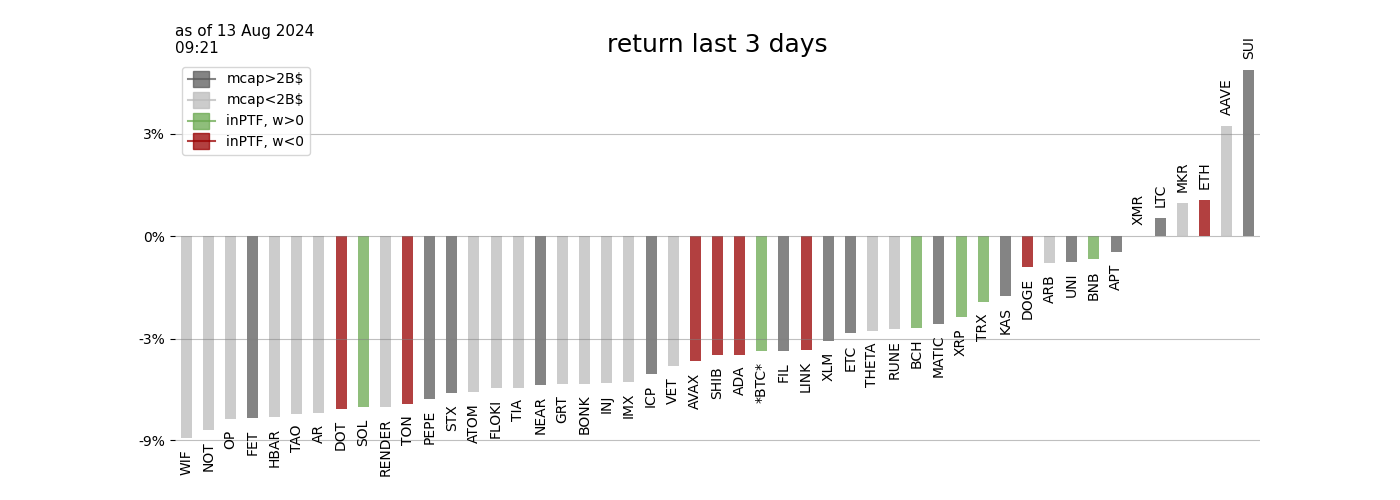 as of 13 Aug 2024
09:21
return last 3 days
mcap>2B$
mcap<2B$
inPTF, w>0
inPTF, w<0
3%
0%
-3%
-9%
WIF
NOT
OP
FET
HBAR
TAO
AR
DOT
SOL
RENDER
TON
PEPE
STX
ATOM
FLOKI
TIA
NEAR
GRT
BONK
INJ
IMX
ICP
VET
AVAX
SHIB
ADA
*BTC*
FIL
LINK
XLM
ETC
THETA
RUNE
BCH
MATIC
XRP
TRX
KAS
DOGE
ARB
UNI
BNB
APT
XMR
LTC
MKR
ETH
AAVE
SUI